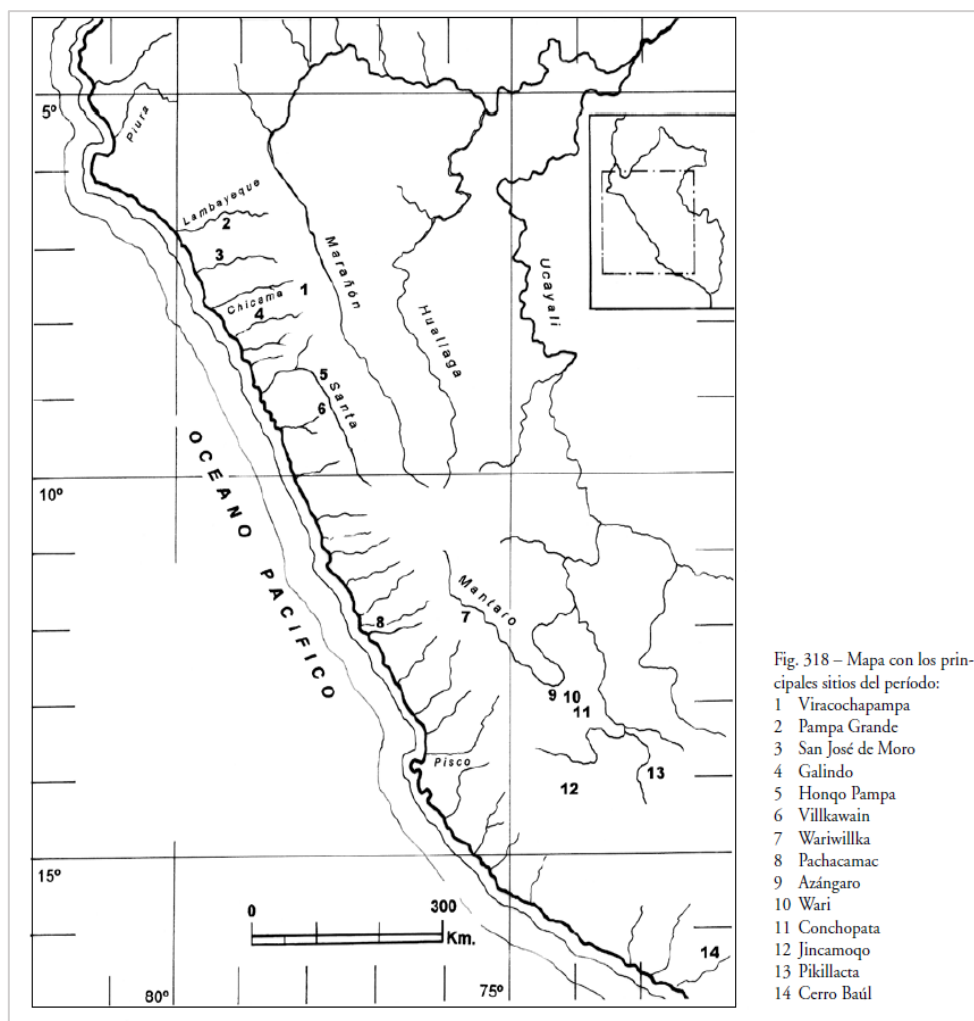 5º
Piura
Lambayeque
2
3
Marañón
Chicama
1
4
Huallaga
Ucayali
5
Santa
6
OCEANO PACIFICO
10º
Mantaro
7
8
9
10
11
Pisco
12
13
15º
0
300
Km.
14
80º
75º
Fig. 318 – Mapa con los prin-
cipales sitios del período:
1 Viracochapampa
2 Pampa Grande
3 San José de Moro
4 Galindo
5 Honqo Pampa
6 Villkawain
7 Wariwillka
8 Pachacamac
9 Azángaro
10 Wari
11 Conchopata
12 Jincamoqo
13 Pikillacta
14 Cerro Baúl